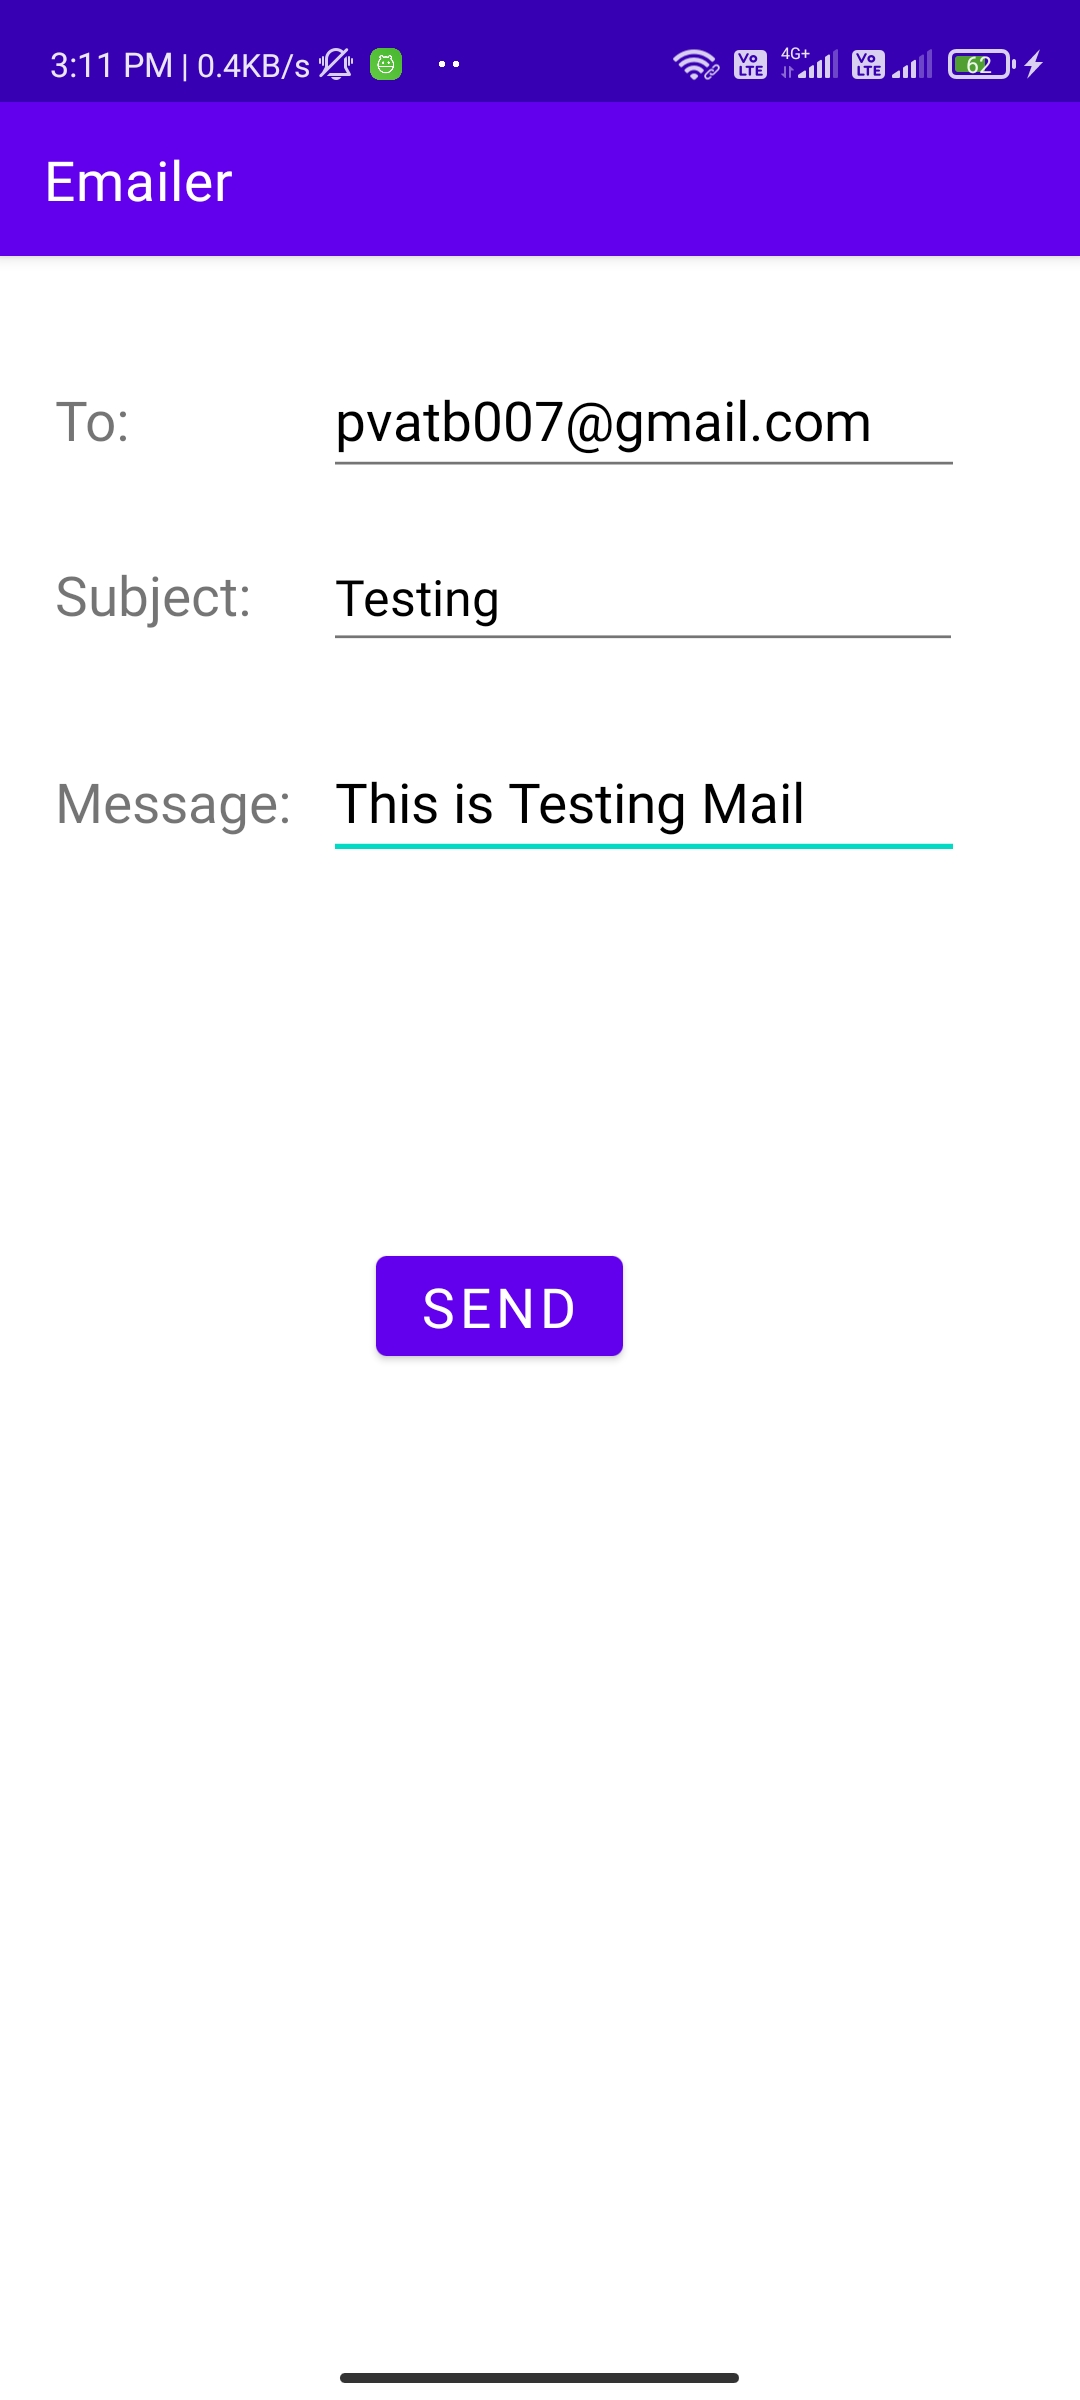 3:11 PM | 0.4KB/s Vo LTE 4G+ Vo LTE 62
Emailer
To: pvatb007@gmail.com
Subject: Testing
Message: This is Testing Mail
SEND